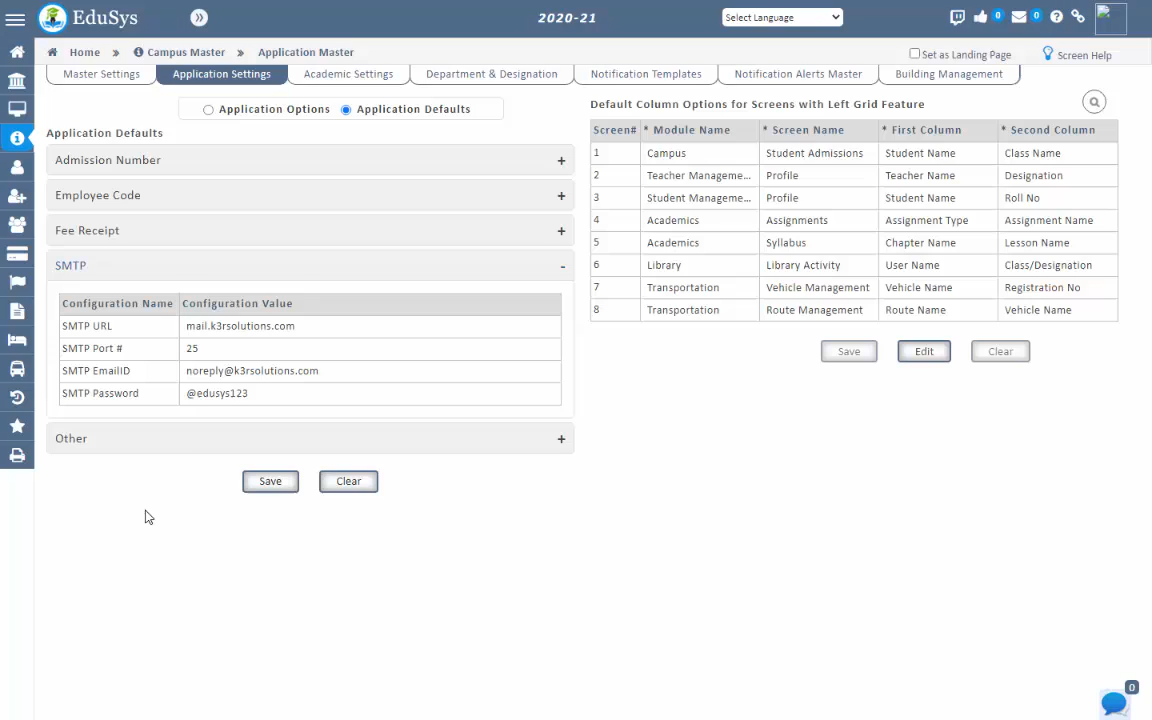 EduSys
2020-21
Select Language
0
0
Home » Campus Master » Application Master
Set as Landing Page
Screen Help
Master Settings
Application Settings
Academic Settings
Department & Designation
Notification Templates
Notification Alerts Master
Building Management
Application Options
Application Defaults
Application Defaults
Admission Number +
Employee Code +
Fee Receipt +
SMTP -
Configuration Name Configuration Value
SMTP URL mail.k3rsolutions.com
SMTP Port # 25
SMTP EmailID noreply@k3rsolutions.com
SMTP Password @edusys123
Other +
Save Clear
Default Column Options for Screens with Left Grid Feature
Screen# * Module Name * Screen Name * First Column * Second Column
1 Campus Student Admissions Student Name Class Name
2 Teacher Manageme... Profile Teacher Name Designation
3 Student Manageme... Profile Student Name Roll No
4 Academics Assignments Assignment Type Assignment Name
5 Academics Syllabus Chapter Name Lesson Name
6 Library Library Activity User Name Class/Designation
7 Transportation Vehicle Management Vehicle Name Registration No
8 Transportation Route Management Route Name Vehicle Name
Save Edit Clear
0